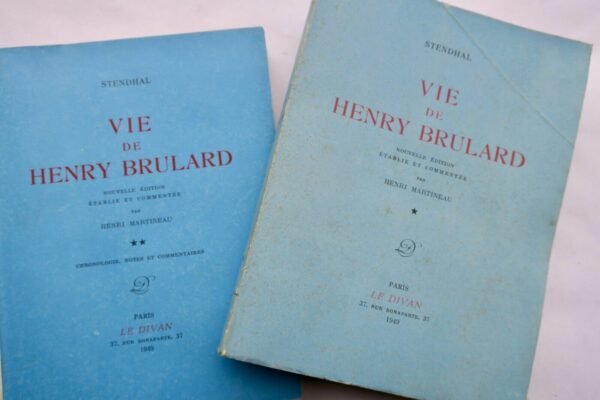 STENDHAL
VIE
DE
HENRY BRULARD
NOUVELLE ÉDITION
ÉTABLIE ET COMMENTÉE
PAR
HENRI MARTINEAU
★★
CHRONOLOGIE, NOTES ET COMMENTAIRES
D
PARIS
LE DIVAN
37, RUE BONAPARTE, 37
1949
STENDHAL
VIE
DE
HENRY BRULARD
NOUVELLE ÉDITION
ÉTABLIE ET COMMENTÉE
PAR
HENRI MARTINEAU
★
D
PARIS
LE DIVAN
37, RUE BONAPARTE, 37
1949